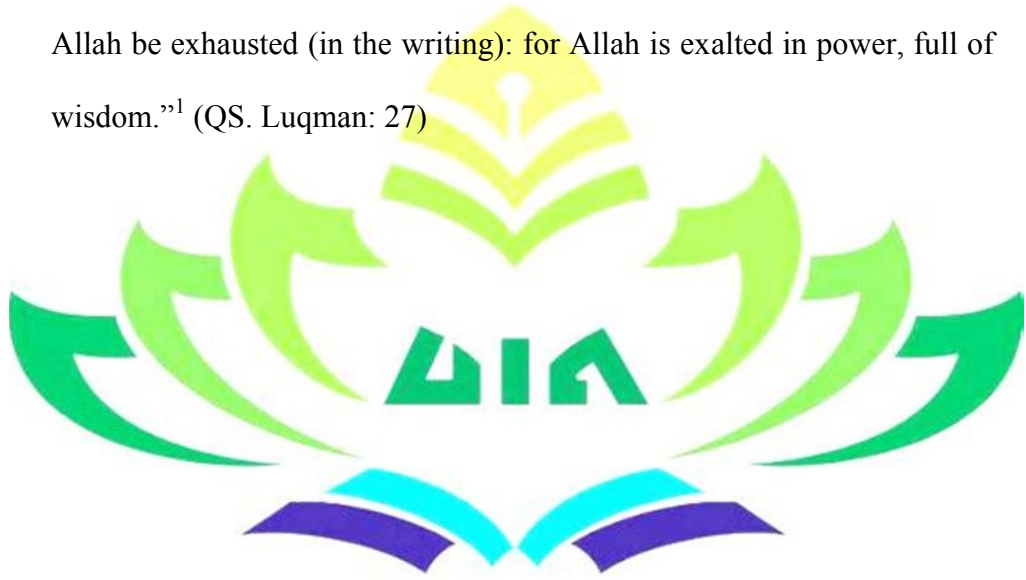 Allah be exhausted (in the writing): for Allah is exalted in power, full of
wisdom.”¹ (QS. Luqman: 27)
UIN